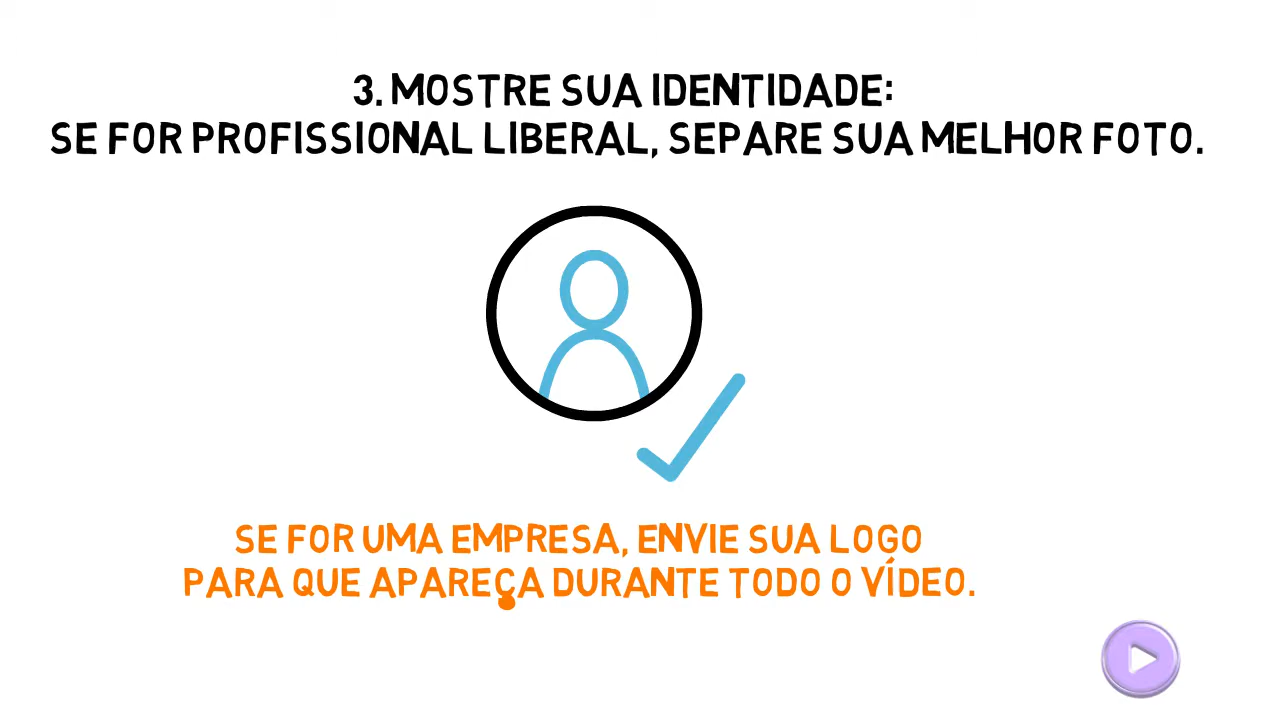 3. MOSTRE SUA IDENTIDADE:
SE FOR PROFISSIONAL LIBERAL, SEPARE SUA MELHOR FOTO.
SE FOR UMA EMPRESA, ENVIE SUA LOGO
PARA QUE APAREÇA DURANTE TODO O VÍDEO.